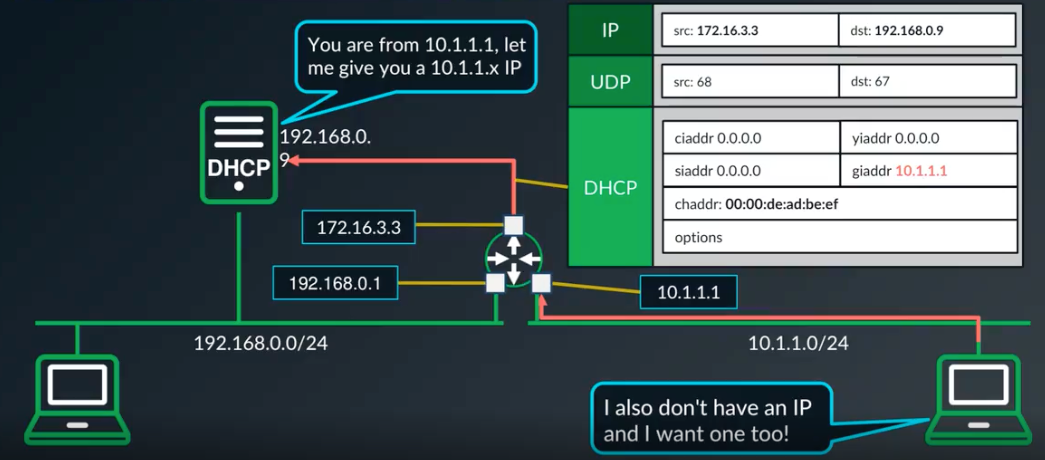 You are from 10.1.1.1, let
me give you a 10.1.1.x IP
IP
src: 172.16.3.3
dst: 192.168.0.9
UDP
src: 68
dst: 67
DHCP
ciaddr 0.0.0.0
yiaddr 0.0.0.0
siaddr 0.0.0.0
giaddr 10.1.1.1
chaddr: 00:00:de:ad:be:ef
options
192.168.0.
9
DHCP
172.16.3.3
192.168.0.1
10.1.1.1
192.168.0.0/24
10.1.1.0/24
I also don't have an IP
and I want one too!